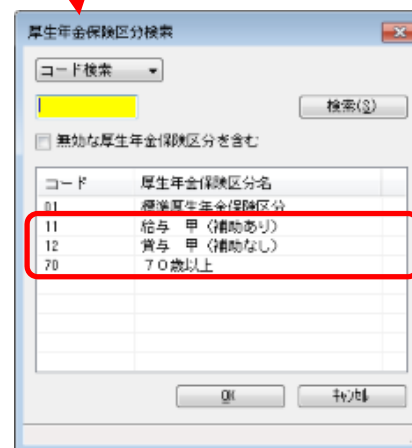 厚生年金保険区分検索
コード検索
検索(S)
無効な厚生年金保険区分を含む
コード 厚生年金保険区分名
01 標準厚生年金保険区分
11 給与 甲（補助あり）
12 賞与 甲（補助なし）
70 ７０歳以上
OK キャンセル